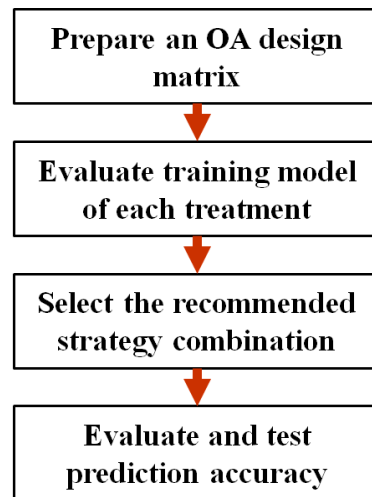 Prepare an OA design
matrix
Evaluate training model
of each treatment
Select the recommended
strategy combination
Evaluate and test
prediction accuracy